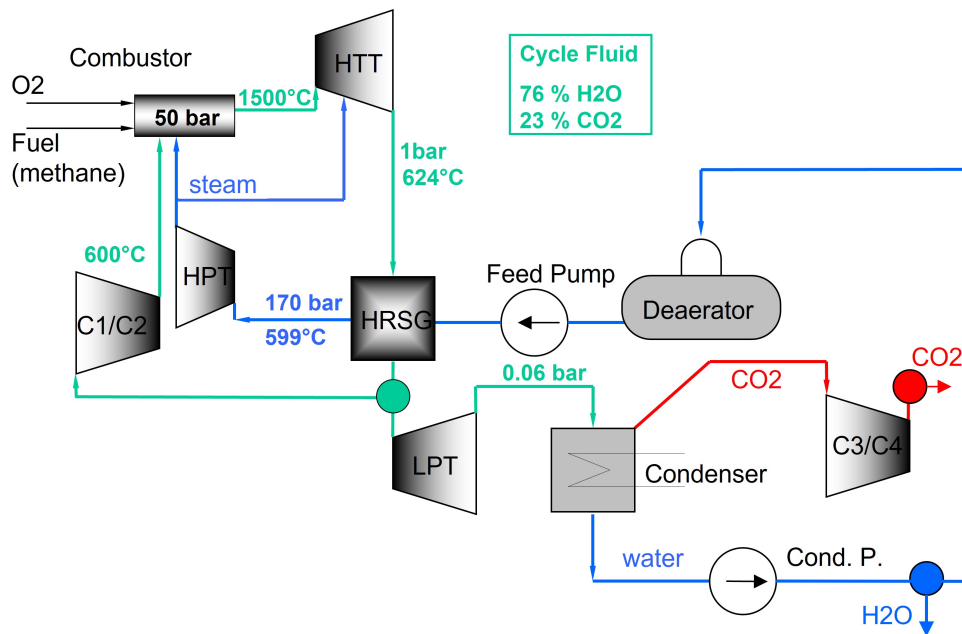 Combustor
HTT
Cycle Fluid
76 % H2O
23 % CO2
O2
50 bar
1500°C
Fuel
(methane)
1bar
624°C
steam
600°C
HPT
C1/C2
170 bar
599°C
HRSG
Feed Pump
Deaerator
0.06 bar
CO2
CO2
LPT
Condenser
C3/C4
water
Cond. P.
H2O